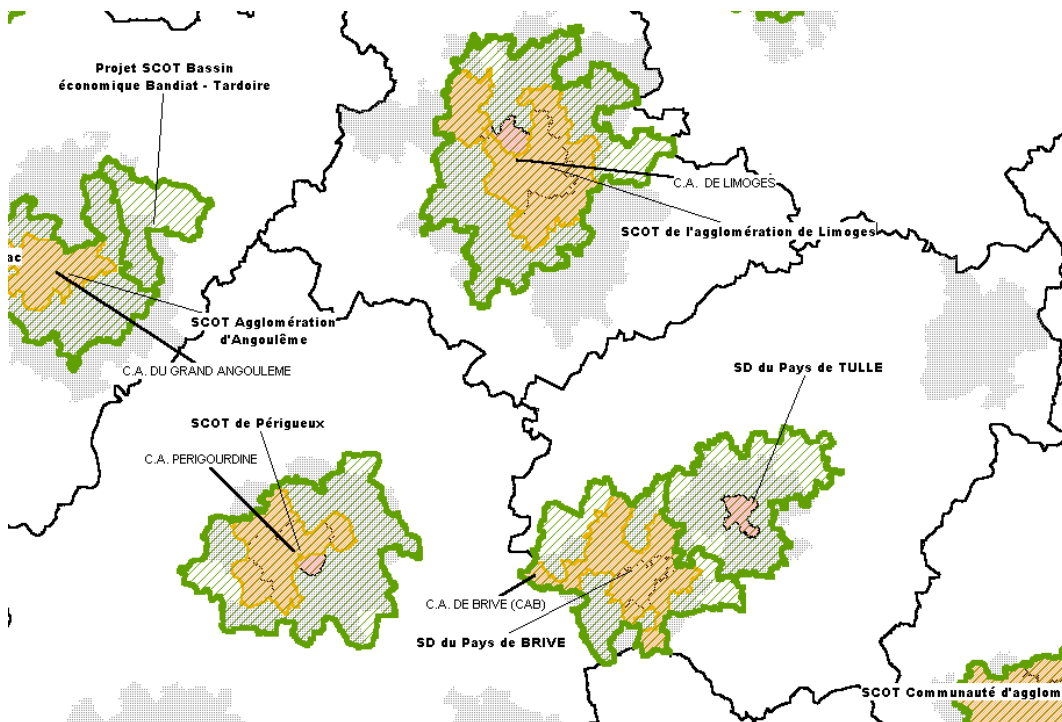 Projet SCOT Bassin
économique Bandiat - Tardoire
C.A. DE LIMOGES
SCOT de l'agglomération de Limoges
ac
SCOT Agglomération
d'Angoulême
C.A. DU GRAND ANGOULEME
SD du Pays de TULLE
SCOT de Périgueux
C.A. PERIGOURDINE
C.A. DE BRIVE (CAB)
SD du Pays de BRIVE
SCOT Communauté d'agglom